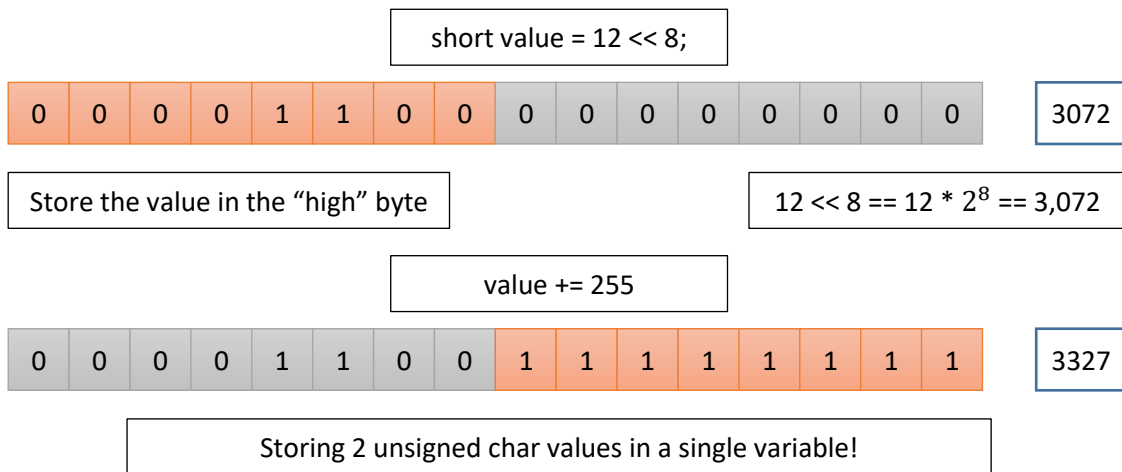 short value = 12 << 8;
0 0 0 0 1 1 0 0 0 0 0 0 0 0 0 0 3072
Store the value in the “high” byte
12 << 8 == 12 * 2⁸ == 3,072
value += 255
0 0 0 0 1 1 0 0 1 1 1 1 1 1 1 1 3327
Storing 2 unsigned char values in a single variable!